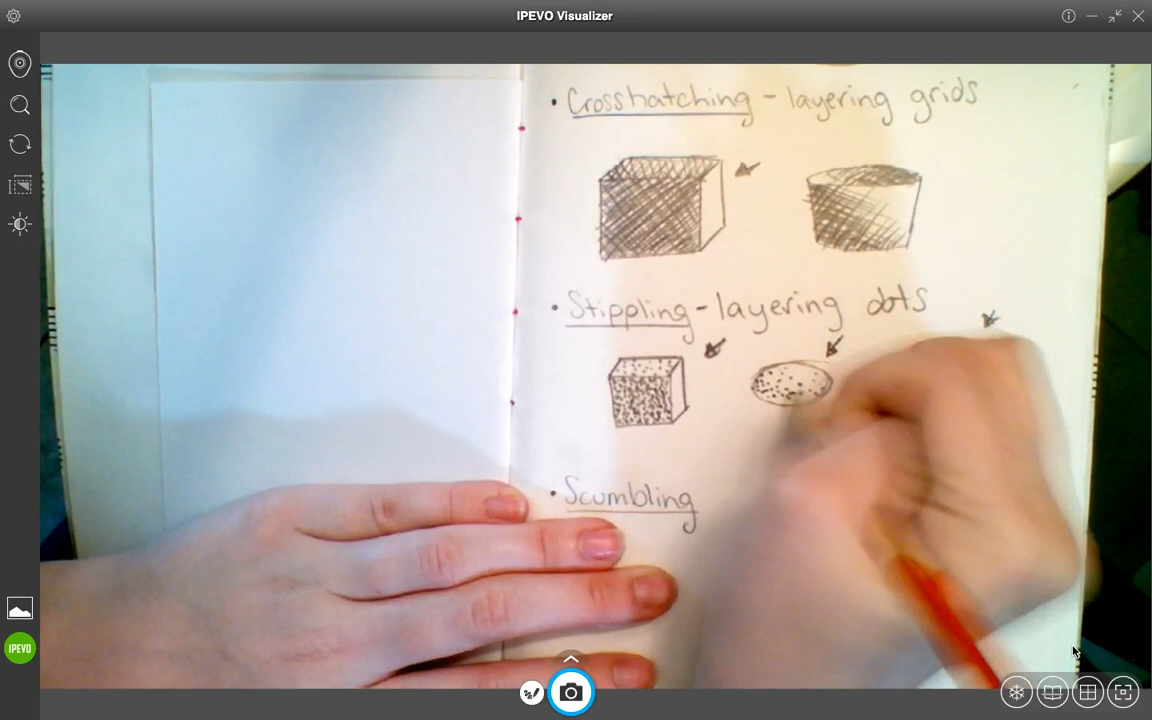 IPEVO Visualizer
• Crosshatching - layering grids
• Stippling - layering dots
• Scumbling
IPEVO